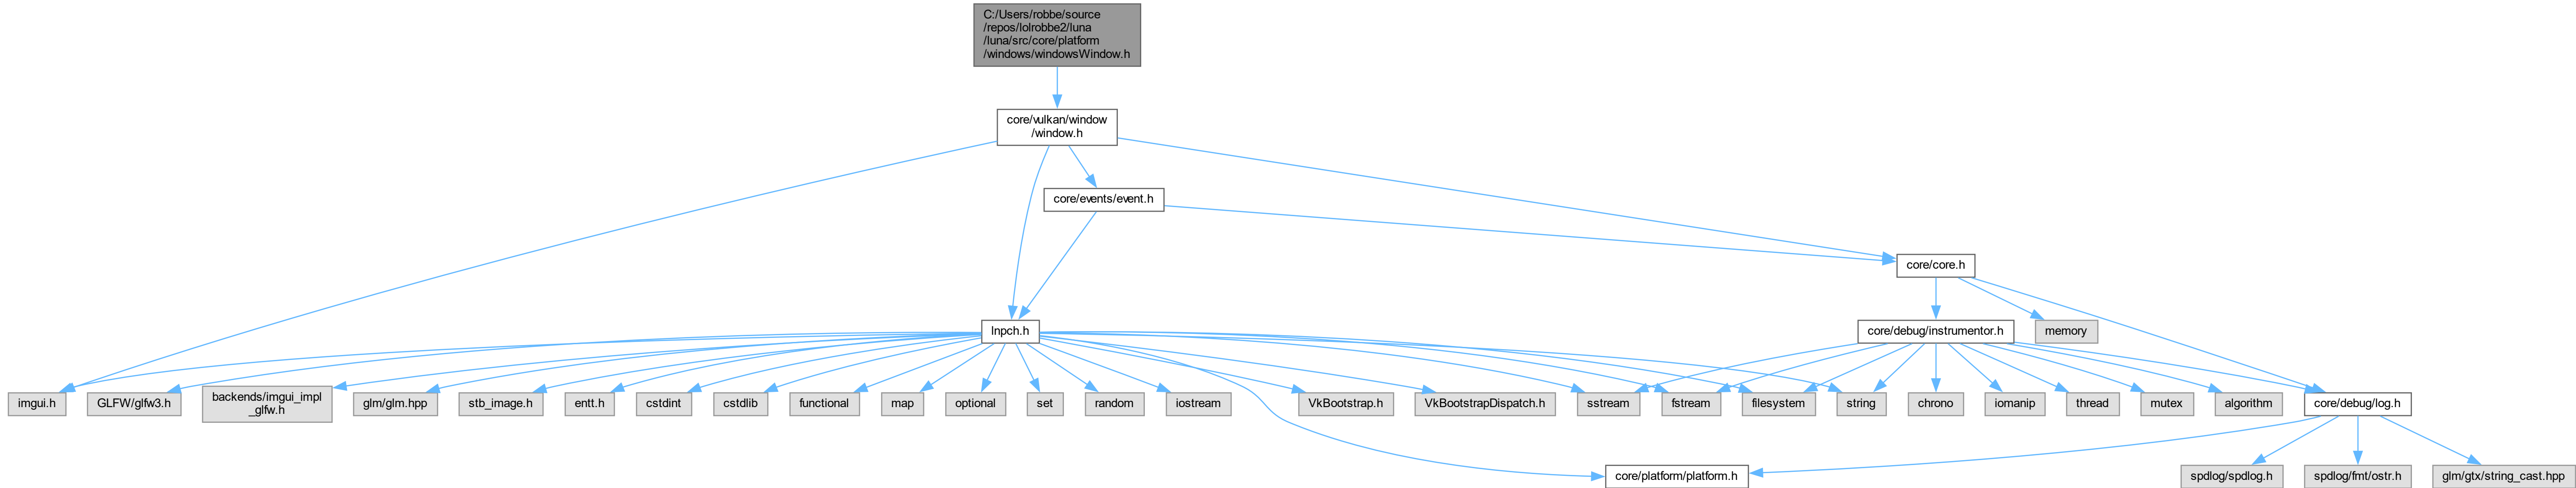 C:/Users/robbe/source
/repos/lolrobbe2/luna
/luna/src/core/platform
/windows/windowsWindow.h
core/vulkan/window
/window.h
core/events/event.h
core/core.h
lnpch.h
core/debug/instrumentor.h
memory
imgui.h
GLFW/glfw3.h
backends/imgui_impl
_glfw.h
glm/glm.hpp
stb_image.h
entt.h
cstdint
cstdlib
functional
map
optional
set
random
iostream
VkBootstrap.h
VkBootstrapDispatch.h
sstream
fstream
filesystem
string
chrono
iomanip
thread
mutex
algorithm
core/debug/log.h
core/platform/platform.h
spdlog/spdlog.h
spdlog/fmt/ostr.h
glm/gtx/string_cast.hpp